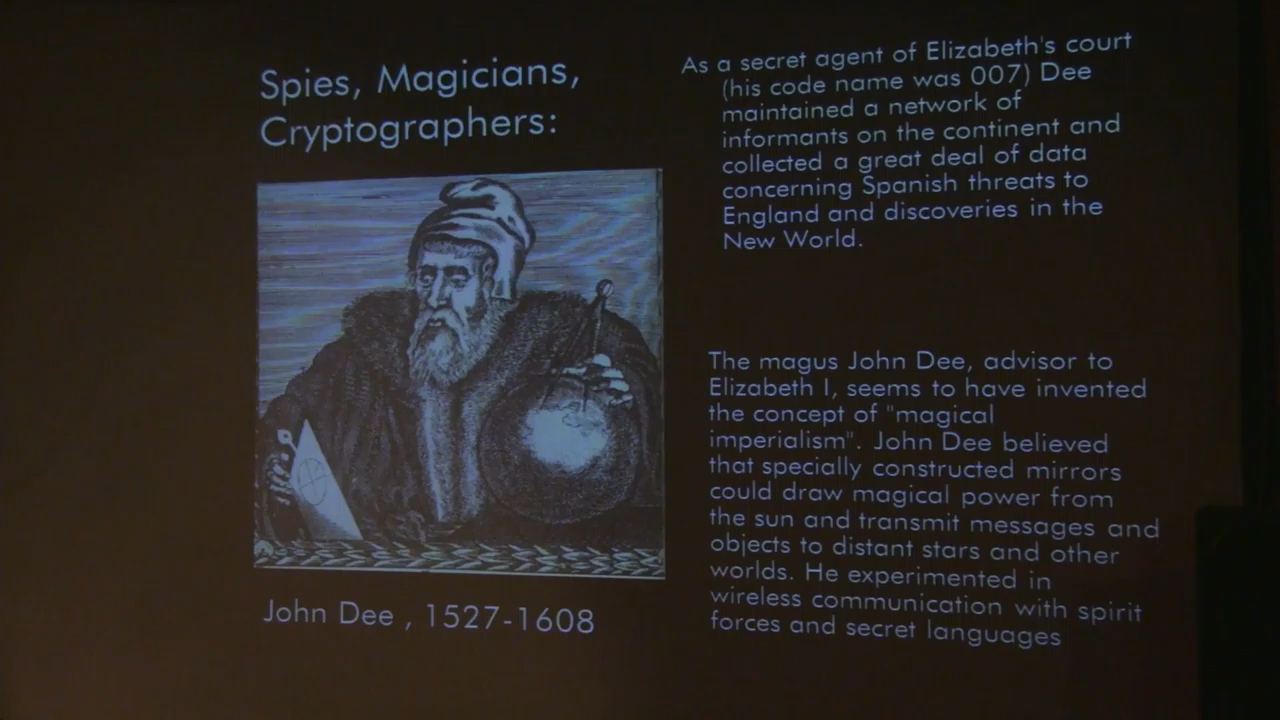 Spies, Magicians,
Cryptographers:
John Dee , 1527-1608
As a secret agent of Elizabeth's court
(his code name was 007) Dee
maintained a network of
informants on the continent and
collected a great deal of data
concerning Spanish threats to
England and discoveries in the
New World.
The magus John Dee, advisor to
Elizabeth I, seems to have invented
the concept of "magical
imperialism". John Dee believed
that specially constructed mirrors
could draw magical power from
the sun and transmit messages and
objects to distant stars and other
worlds. He experimented in
wireless communication with spirit
forces and secret languages